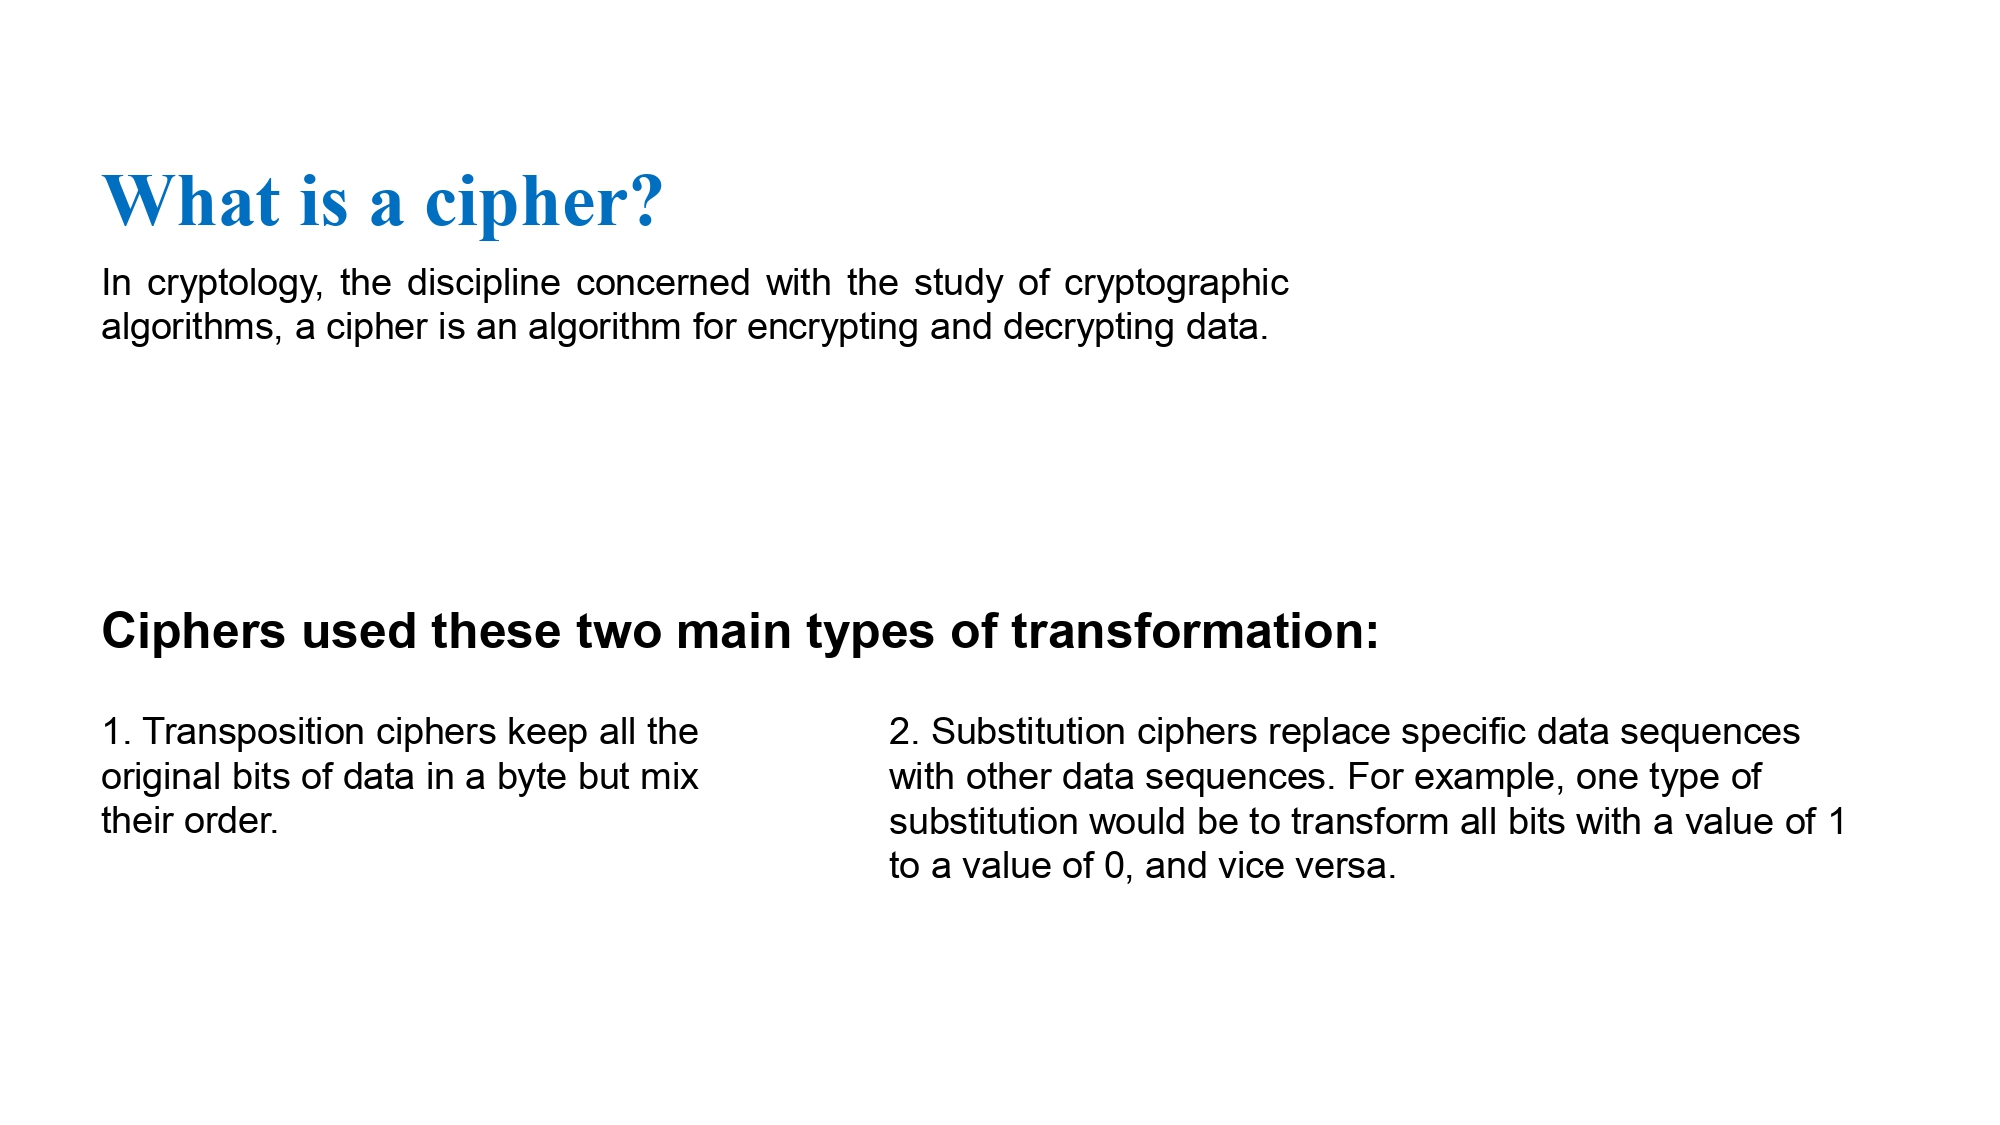 What is a cipher?
In cryptology, the discipline concerned with the study of cryptographic
algorithms, a cipher is an algorithm for encrypting and decrypting data.
Ciphers used these two main types of transformation:
1. Transposition ciphers keep all the
original bits of data in a byte but mix
their order.
2. Substitution ciphers replace specific data sequences
with other data sequences. For example, one type of
substitution would be to transform all bits with a value of 1
to a value of 0, and vice versa.